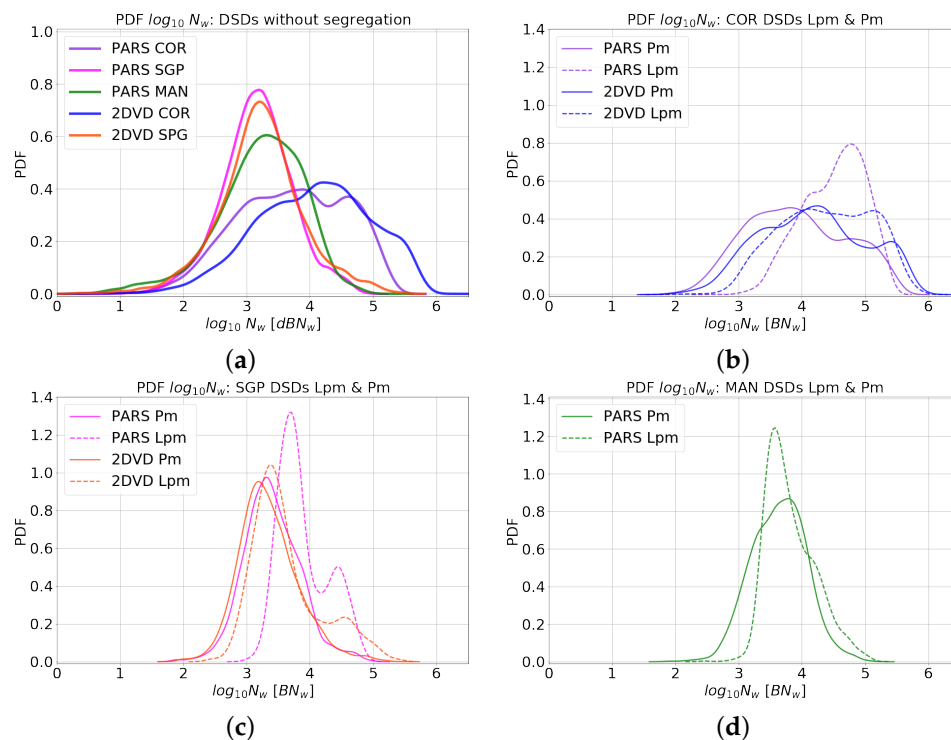 PDF log10 Nw: DSDs without segregation
PDF
1.0
0.8
0.6
0.4
0.2
0.0
PARS COR
PARS SGP
PARS MAN
2DVD COR
2DVD SPG
0 1 2 3 4 5 6
log10 Nw [dBNw]
(a)
PDF log10Nw: COR DSDs Lpm & Pm
PDF
1.4
1.2
1.0
0.8
0.6
0.4
0.2
0.0
PARS Pm
PARS Lpm
2DVD Pm
2DVD Lpm
0 1 2 3 4 5 6
log10Nw [BNw]
(b)
PDF log10Nw: SGP DSDs Lpm & Pm
PDF
1.4
1.2
1.0
0.8
0.6
0.4
0.2
0.0
PARS Pm
PARS Lpm
2DVD Pm
2DVD Lpm
0 1 2 3 4 5 6
log10Nw [BNw]
(c)
PDF log10Nw: MAN DSDs Lpm & Pm
PDF
1.4
1.2
1.0
0.8
0.6
0.4
0.2
0.0
PARS Pm
PARS Lpm
0 1 2 3 4 5 6
log10Nw [BNw]
(d)